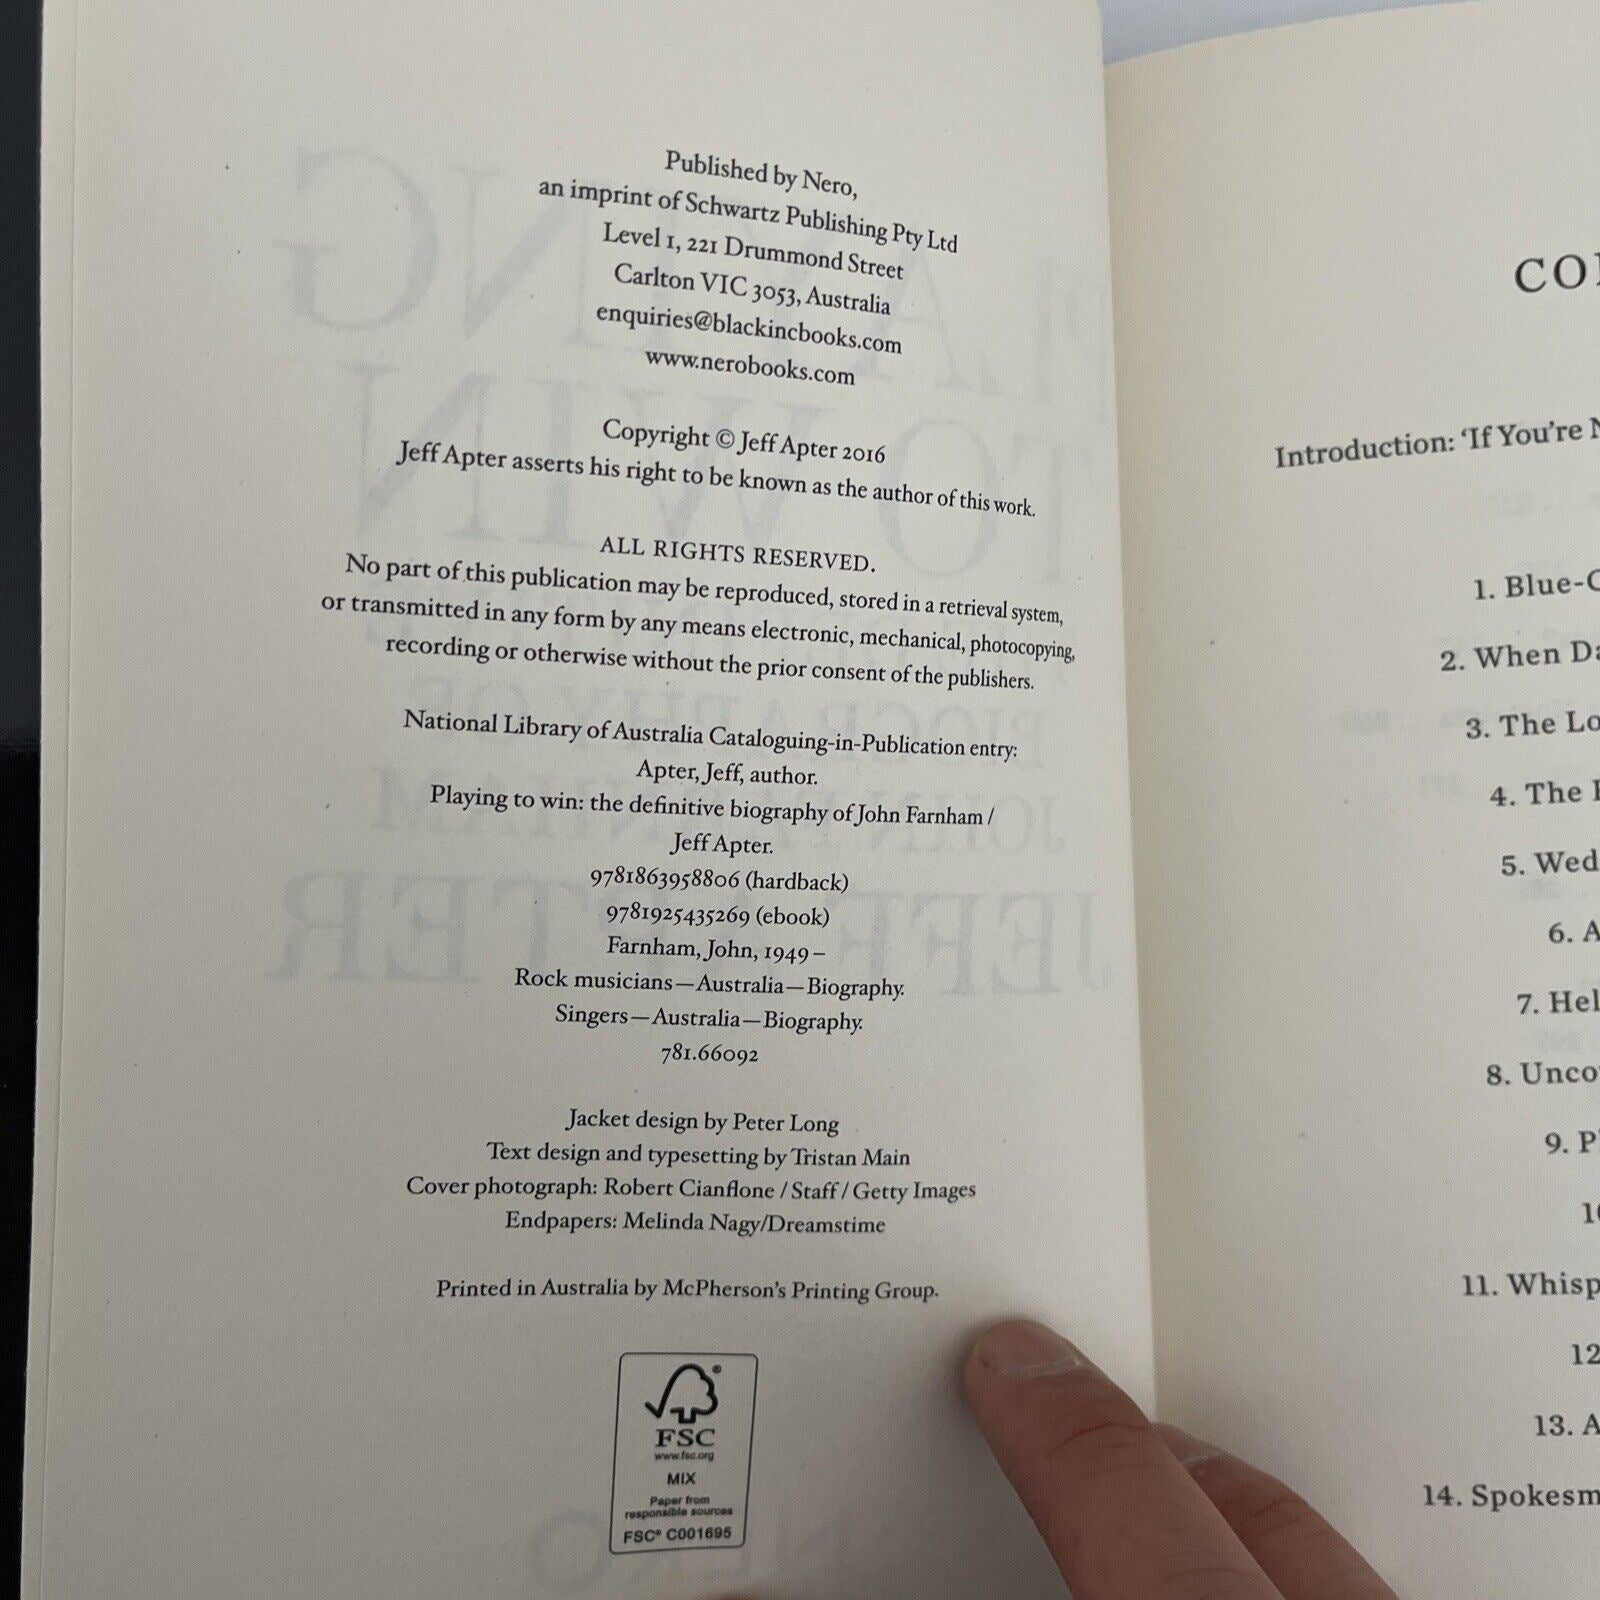 Published by Nero,
an imprint of Schwartz Publishing Pty Ltd
Level 1, 221 Drummond Street
Carlton VIC 3053, Australia
enquiries@blackincbooks.com
www.nerobooks.com
Copyright © Jeff Apter 2016
Jeff Apter asserts his right to be known as the author of this work.
ALL RIGHTS RESERVED.
No part of this publication may be reproduced, stored in a retrieval system,
or transmitted in any form by any means electronic, mechanical, photocopying,
recording or otherwise without the prior consent of the publishers.
National Library of Australia Cataloguing-in-Publication entry:
Apter, Jeff, author.
Playing to win: the definitive biography of John Farnham /
Jeff Apter.
9781863958806 (hardback)
9781925435269 (ebook)
Farnham, John, 1949 –
Rock musicians—Australia—Biography.
Singers—Australia—Biography.
781.66092
Jacket design by Peter Long
Text design and typesetting by Tristan Main
Cover photograph: Robert Cianflone / Staff / Getty Images
Endpapers: Melinda Nagy/Dreamstime
Printed in Australia by McPherson's Printing Group.
FSC®
www.fsc.org
MIX
Paper from
responsible sources
FSC® C001695
Introduction: 'If You're
1. Blue-
2. When
3. The
4. The
5. Wed
6. A
7. Hel
8. Unco
9.
11. Whisp
12
13. A
14. Spokesm